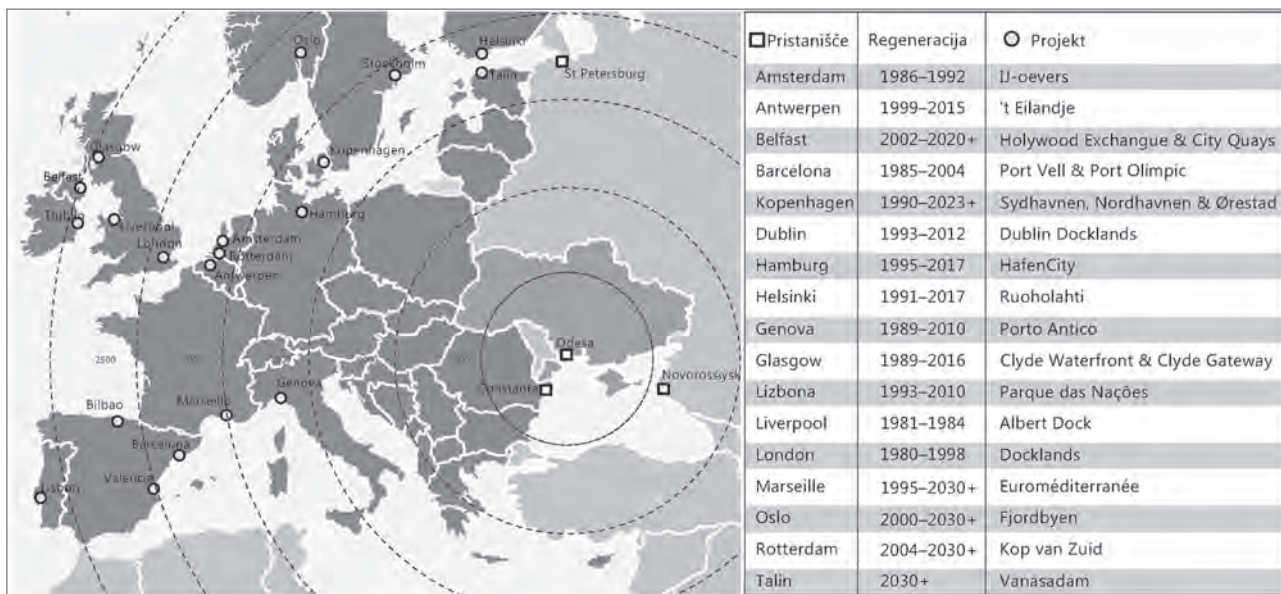 Oslo
Helsinki
Stockholm
Talin
St Petersburg
Glasgow
Kopenhagen
Belfast
Dublin
Liverpool
Hamburg
London
Amsterdam
Rotterdam
Antwerpen
Odesa
2500
Constanta
Novorossiysk
Genova
Marseille
Bilbao
Barcelona
Valencia
Lisbon
Pristanišče Regeneracija Projekt
Amsterdam 1986–1992 IJ-oevers
Antwerpen 1999–2015 't Eilandje
Belfast 2002–2020+ Holywood Exchangue & City Quays
Barcelona 1985–2004 Port Vell & Port Olímpic
Kopenhagen 1990–2023+ Sydhavnen, Nordhavnen & Ørestad
Dublin 1993–2012 Dublin Docklands
Hamburg 1995–2017 HafenCity
Helsinki 1991–2017 Ruoholahti
Genova 1989–2010 Porto Antico
Glasgow 1989–2016 Clyde Waterfront & Clyde Gateway
Lizbona 1993–2010 Parque das Nações
Liverpool 1981–1984 Albert Dock
London 1980–1998 Docklands
Marseille 1995–2030+ Euroméditerranée
Oslo 2000–2030+ Fjordbyen
Rotterdam 2004–2030+ Kop van Zuid
Talin 2030+ Vanasadam